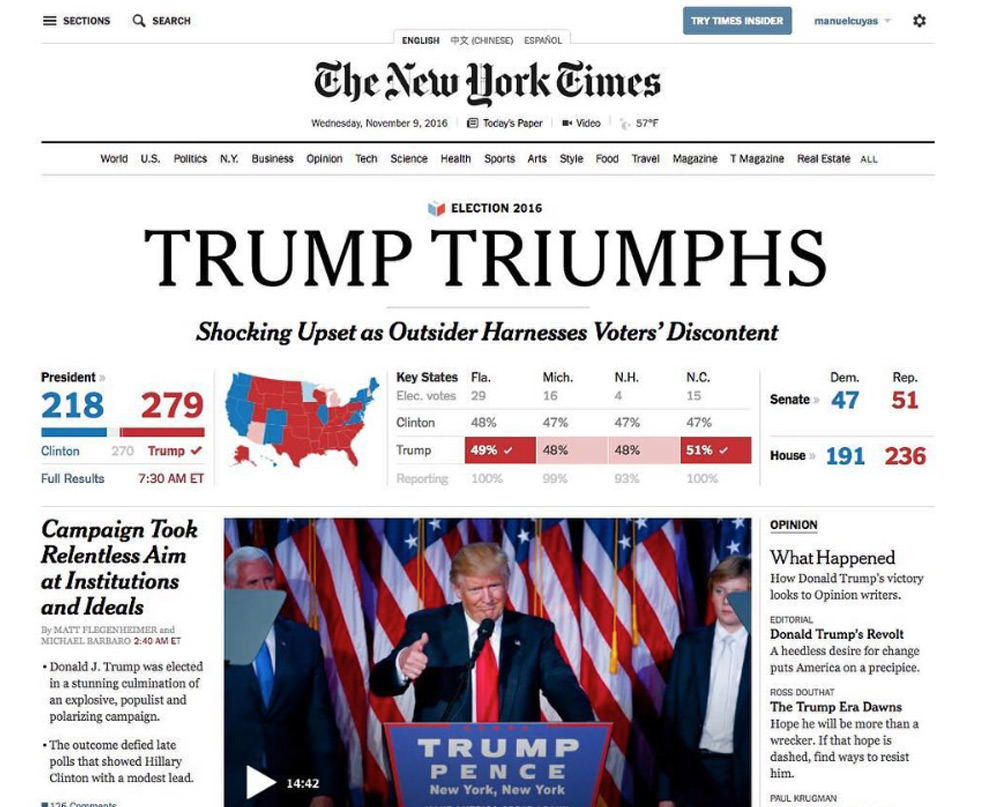 SECTIONS
SEARCH
TRY TIMES INSIDER
manuelcuyas
ENGLISH 中文 (CHINESE) ESPAÑOL
The New York Times
Wednesday, November 9, 2016
Today's Paper
Video
57°F
World U.S. Politics N.Y. Business Opinion Tech Science Health Sports Arts Style Food Travel Magazine T Magazine Real Estate ALL
ELECTION 2016
TRUMP TRIUMPHS
Shocking Upset as Outsider Harnesses Voters' Discontent
President »
218 279
Clinton 270 Trump ✓
Full Results 7:30 AM ET
Key States Fla. Mich. N.H. N.C.
Elec. votes 29 16 4 15
Clinton 48% 47% 47% 47%
Trump 49% ✓ 48% 48% 51% ✓
Reporting 100% 99% 93% 100%
Dem. Rep.
Senate » 47 51
House » 191 236
Campaign Took
Relentless Aim
at Institutions
and Ideals
By MATT FLEGENHEIMER and
MICHAEL BARBARO 2:40 AM ET
• Donald J. Trump was elected
in a stunning culmination of
an explosive, populist and
polarizing campaign.
• The outcome defied late
polls that showed Hillary
Clinton with a modest lead.
126 Comments
TRUMP
PENCE
New York, New York
14:42
OPINION
What Happened
How Donald Trump's victory
looks to Opinion writers.
EDITORIAL
Donald Trump's Revolt
A heedless desire for change
puts America on a precipice.
ROSS DOUTHAT
The Trump Era Dawns
Hope he will be more than a
wrecker. If that hope is
dashed, find ways to resist
him.
PAUL KRUGMAN